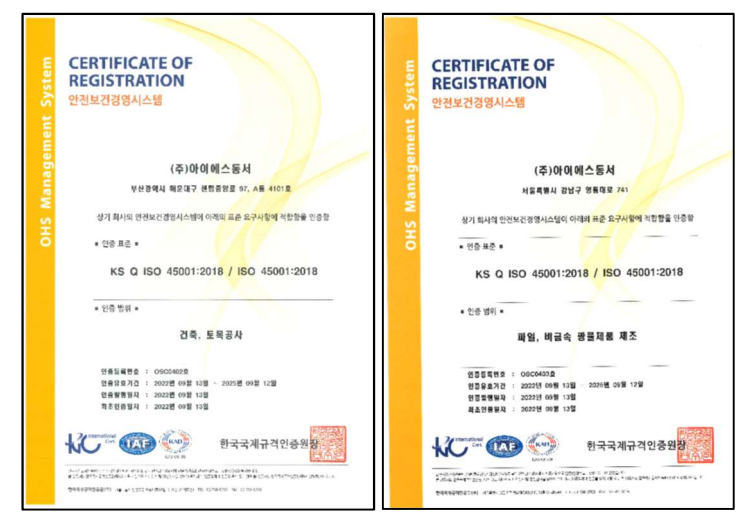 OHS Management System
CERTIFICATE OF
REGISTRATION
안전보건경영시스템
(주)아이에스동서
부산광역시 해운대구 센텀중앙로 97, A동 4101호
상기 회사의 안전보건경영시스템이 아래의 표준 요구사항에 적합함을 인증함
■ 인증 표준 ■
KS Q ISO 45001:2018 / ISO 45001:2018
■ 인증 범위 ■
건축, 토목공사
인증등록번호 : OSC0402호
인증유효기간 : 2022년 09월 13일 ~ 2025년 09월 12일
인증발행일자 : 2022년 09월 13일
최초인증일자 : 2022년 09월 13일
International
Cert.
IAF
KAB
한국국제규격인증원장
OHS Management System
CERTIFICATE OF
REGISTRATION
안전보건경영시스템
(주)아이에스동서
서울특별시 강남구 영동대로 741
상기 회사의 안전보건경영시스템이 아래의 표준 요구사항에 적합함을 인증함
■ 인증 표준 ■
KS Q ISO 45001:2018 / ISO 45001:2018
■ 인증 범위 ■
파일, 비금속 광물제품 제조
인증등록번호 : OSC0403호
인증유효기간 : 2022년 09월 13일 ~ 2025년 09월 12일
인증발행일자 : 2022년 09월 13일
최초인증일자 : 2022년 09월 13일
International
Cert.
IAF
KAB
한국국제규격인증원장